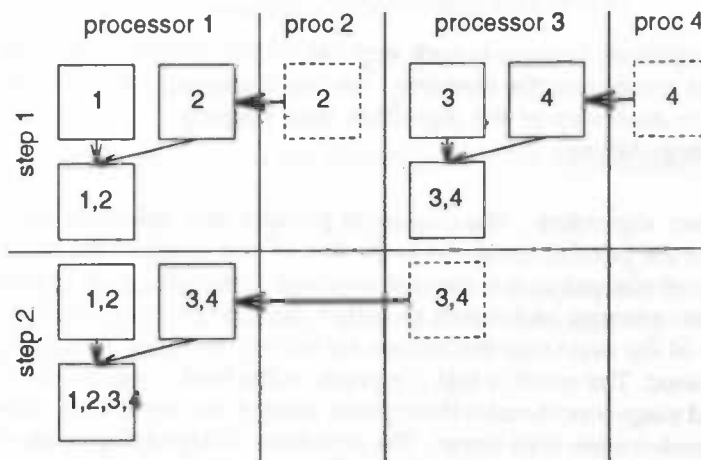 processor 1 proc 2 processor 3 proc 4
step 1
1 2 2 3 4 4
1,2 3,4
step 2
1,2 3,4 3,4
1,2,3,4